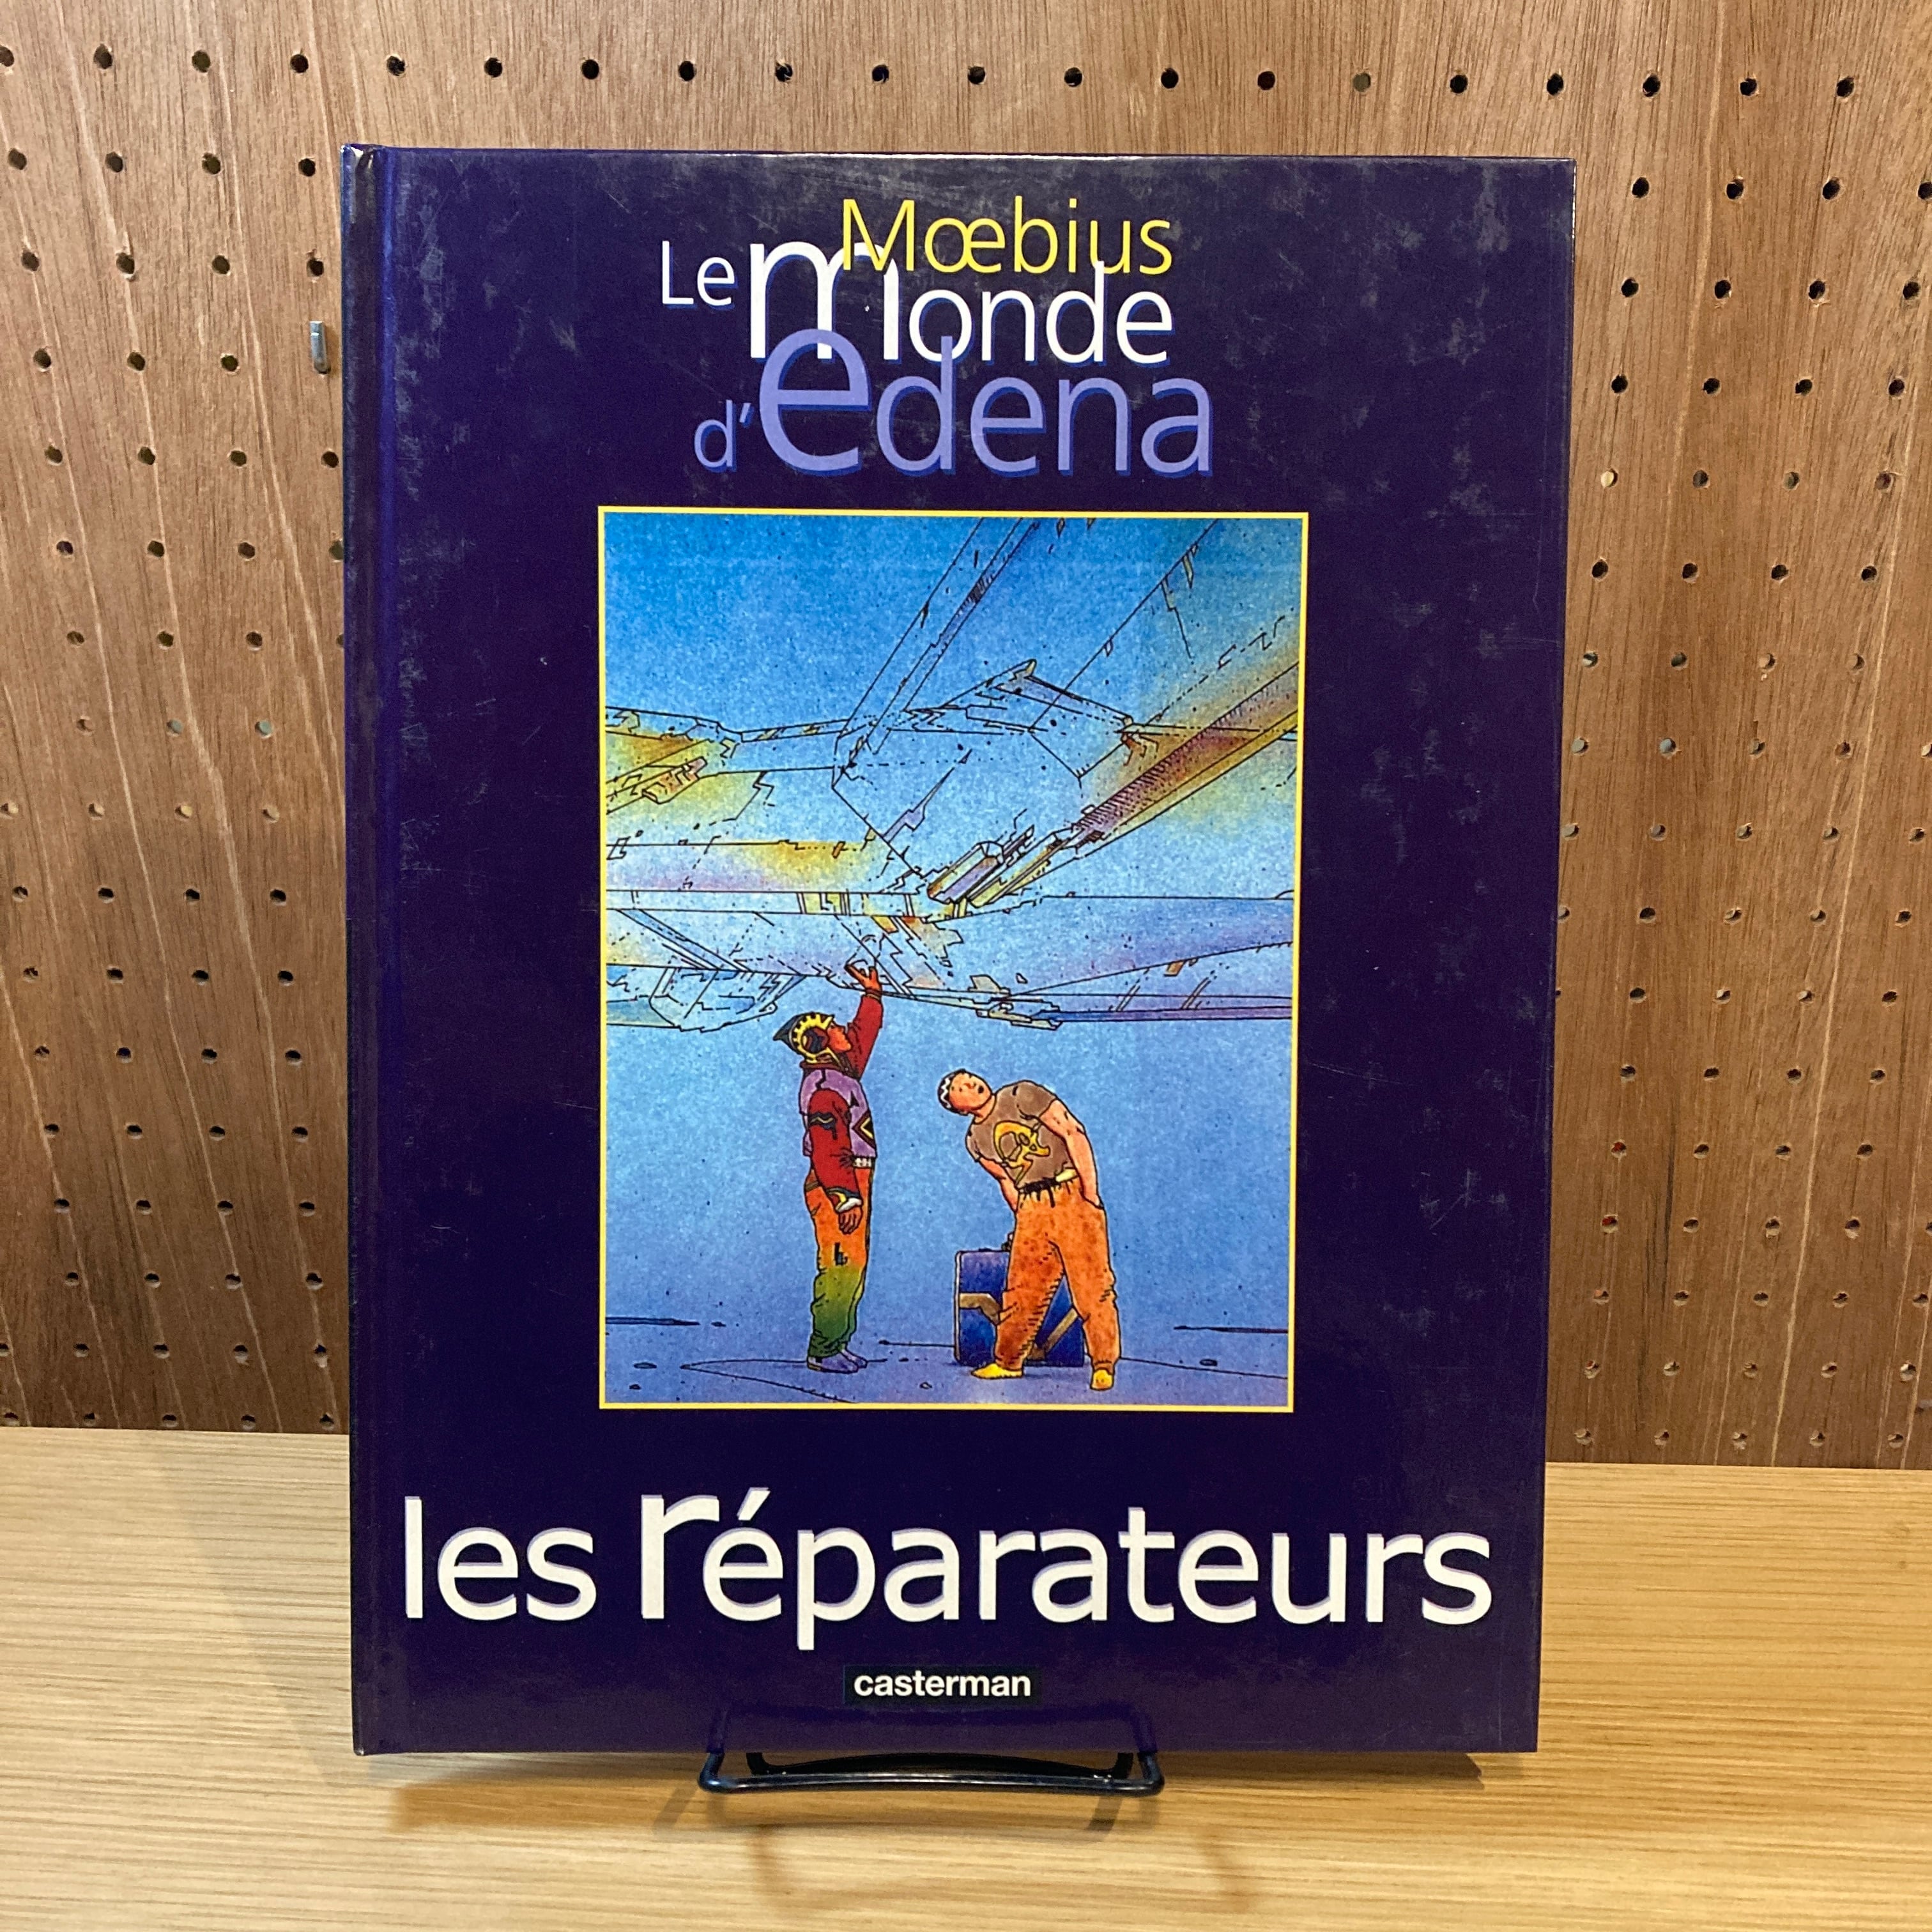 Mœbius
Le monde
d'edena
les réparateurs
casterman